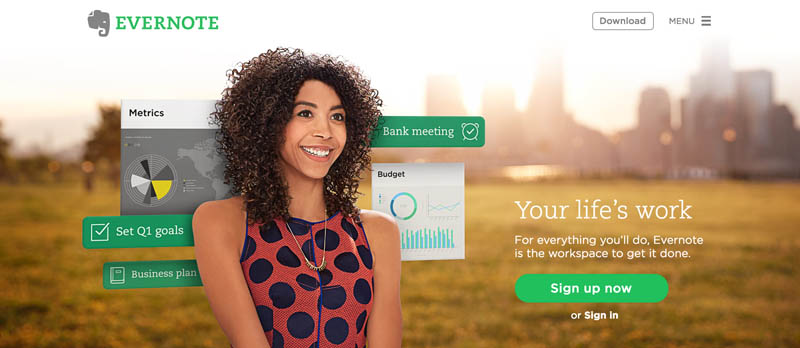 EVERNOTE
Download
MENU
Metrics
Bank meeting
Budget
Set Q1 goals
Business plan
Your life's work
For everything you'll do, Evernote
is the workspace to get it done.
Sign up now
or Sign in